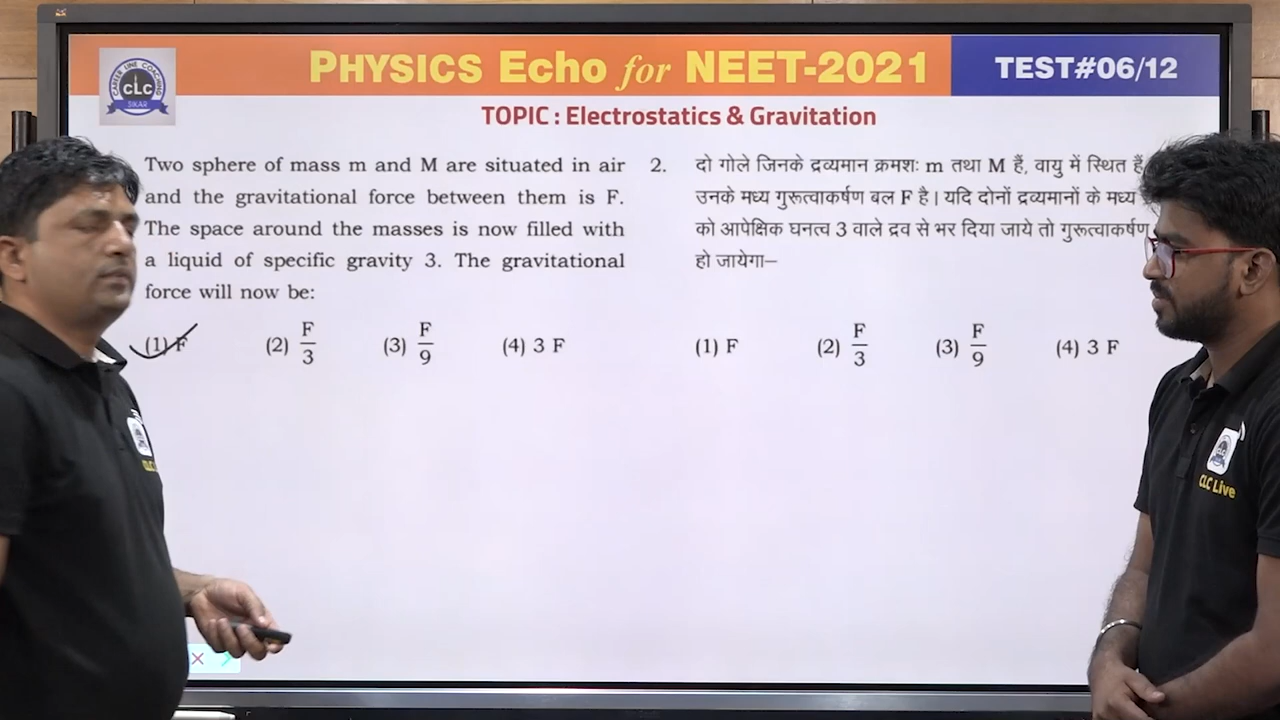 PHYSICS Echo for NEET-2021
TEST#06/12
CAREER LINE COACHING
CLC
SIKAR
TOPIC : Electrostatics & Gravitation
Two sphere of mass m and M are situated in air
and the gravitational force between them is F.
The space around the masses is now filled with
a liquid of specific gravity 3. The gravitational
force will now be:
(1) F (2) F/3 (3) F/9 (4) 3 F
2. दो गोले जिनके द्रव्यमान क्रमशः m तथा M हैं, वायु में स्थित हैं
उनके मध्य गुरूत्वाकर्षण बल F है। यदि दोनों द्रव्यमानों के मध्य
को आपेक्षिक घनत्व 3 वाले द्रव से भर दिया जाये तो गुरूत्वाकर्षण
हो जायेगा–
(1) F (2) F/3 (3) F/9 (4) 3 F
CLC Live